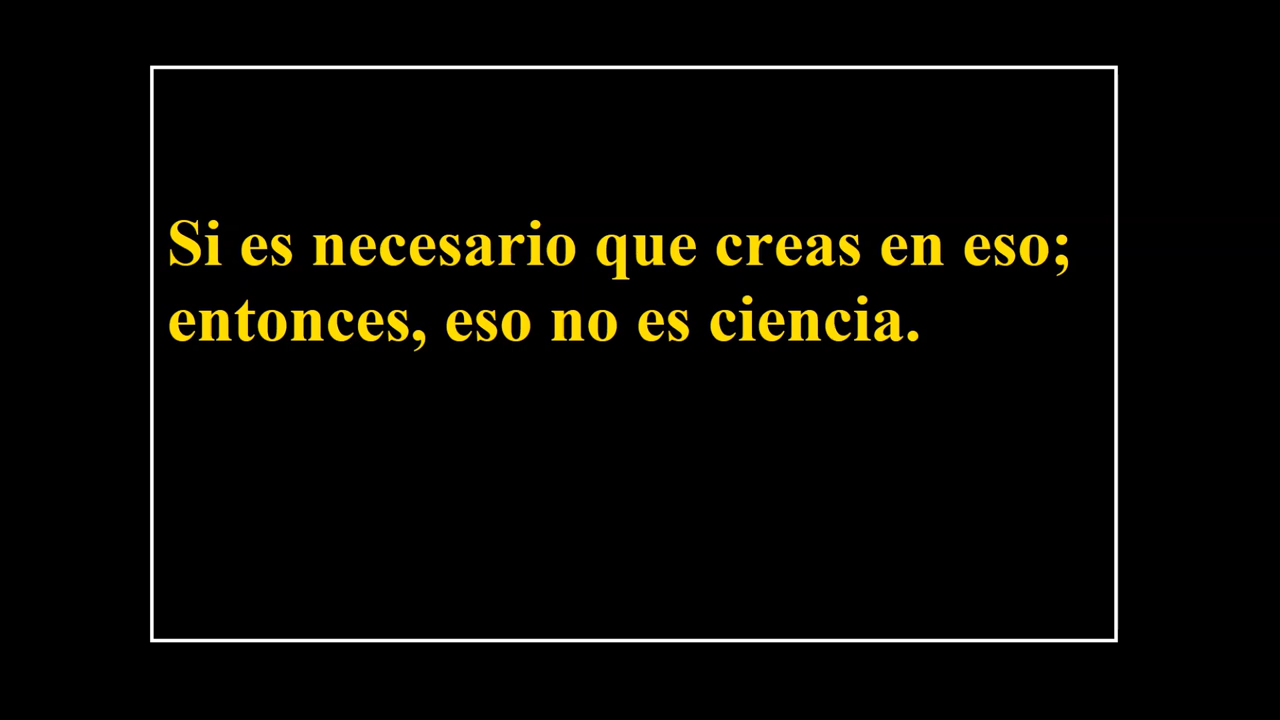 Si es necesario que creas en eso;
entonces, eso no es ciencia.